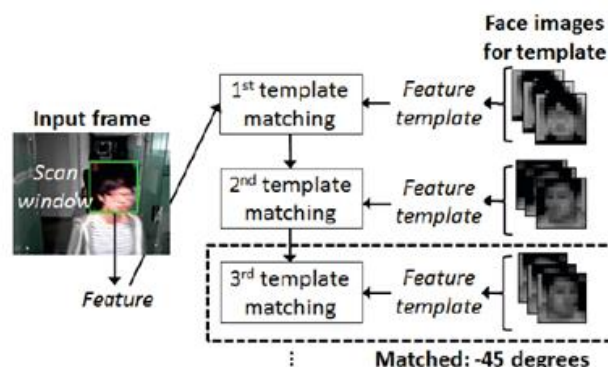 Face images
for template
Input frame
Scan
window
Feature
1st template
matching
Feature
template
2nd template
matching
Feature
template
3rd template
matching
Feature
template
⋮
Matched: -45 degrees